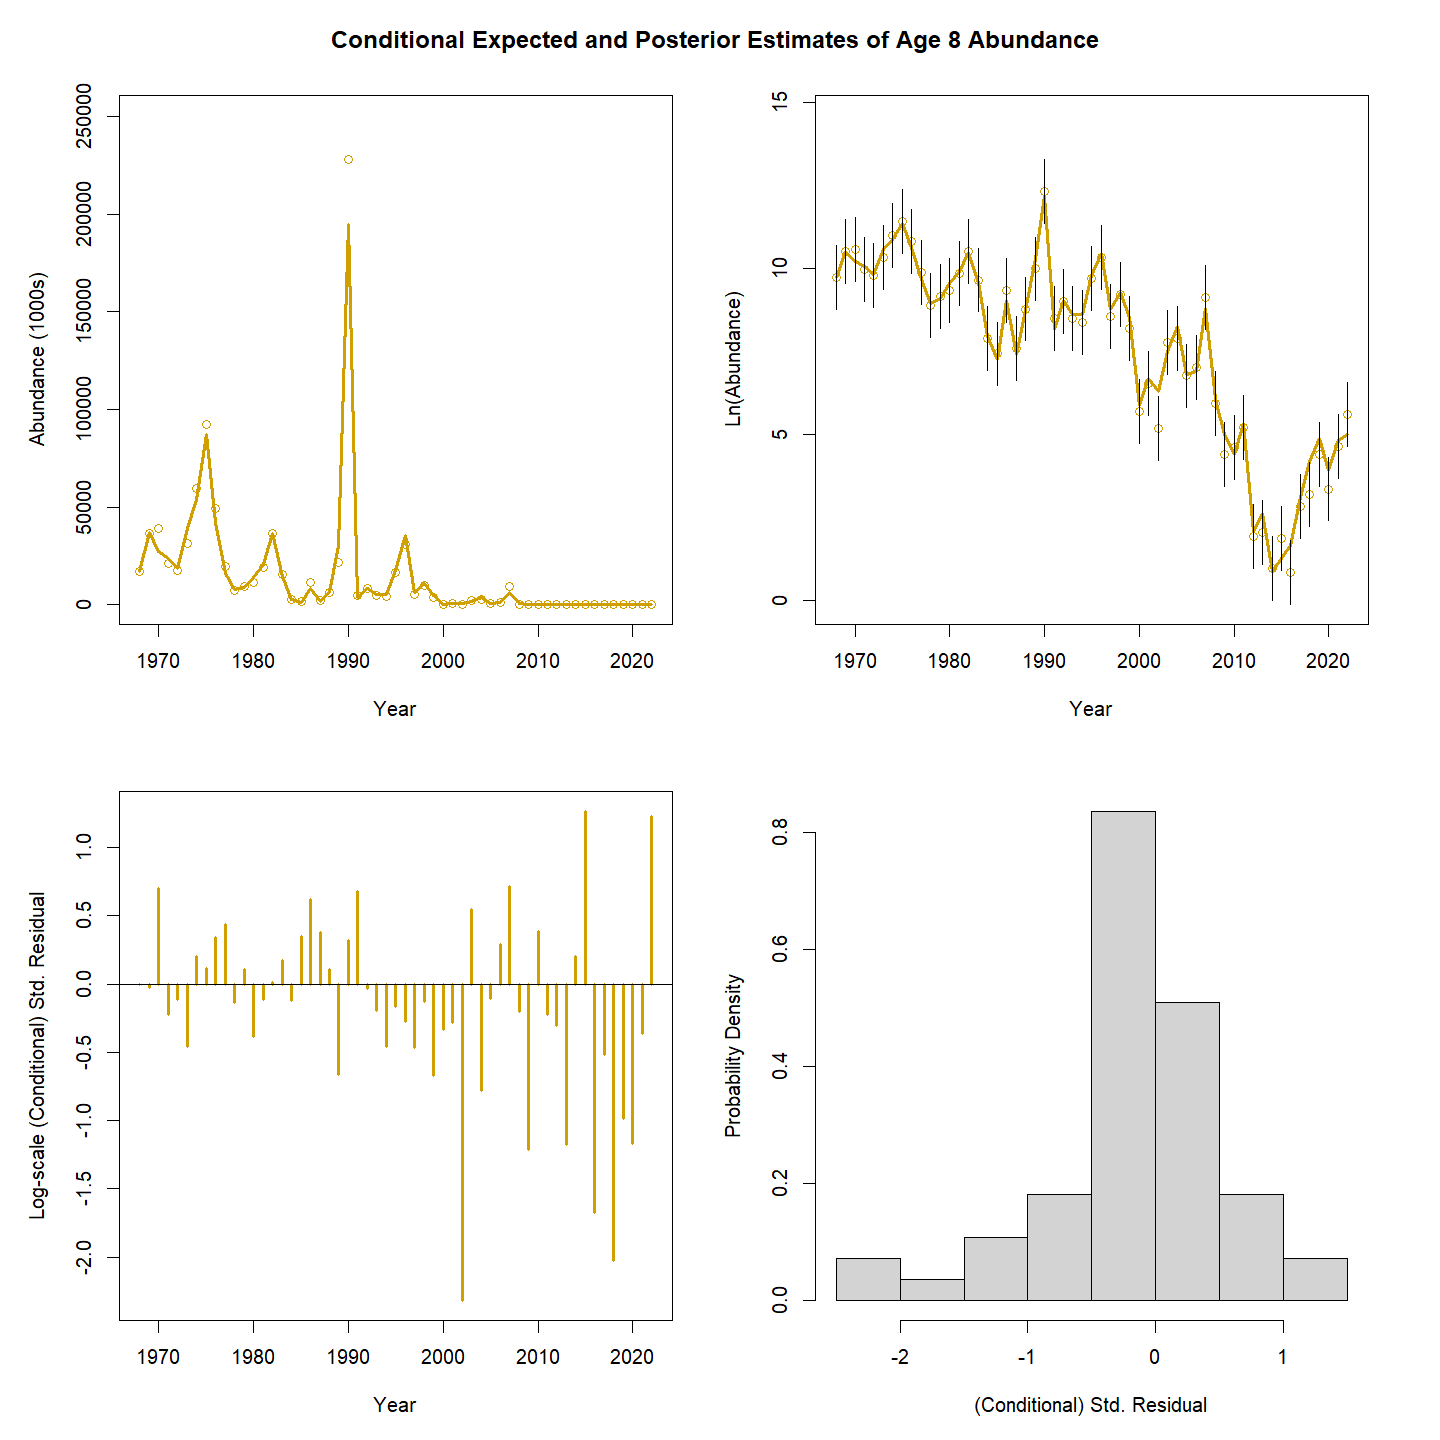 Conditional Expected and Posterior Estimates of Age 8 Abundance
Abundance (1000s)
250000
200000
150000
100000
50000
0
1970 1980 1990 2000 2010 2020
Year
Ln(Abundance)
15
10
5
0
1970 1980 1990 2000 2010 2020
Year
Log-scale (Conditional) Std. Residual
1.0
0.5
0.0
-0.5
-1.0
-1.5
-2.0
1970 1980 1990 2000 2010 2020
Year
Probability Density
0.8
0.6
0.4
0.2
0.0
-2 -1 0 1
(Conditional) Std. Residual